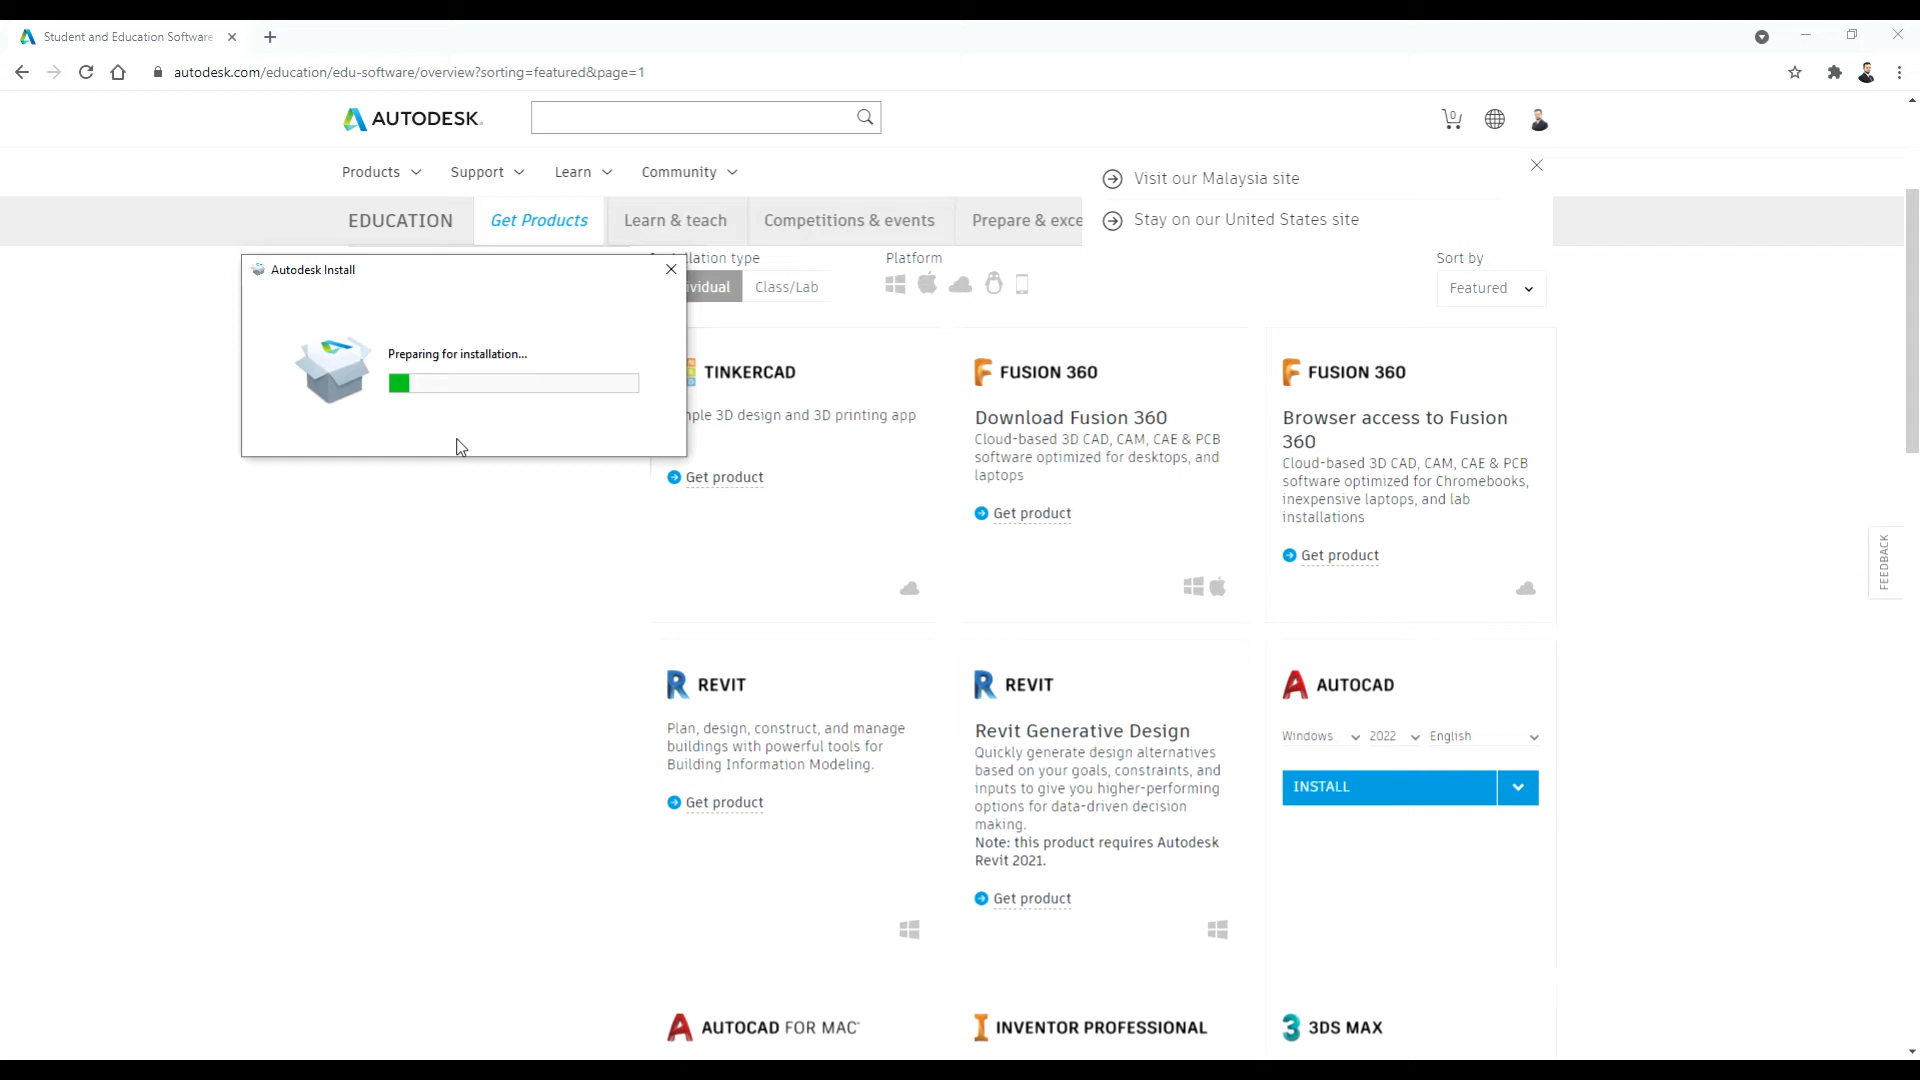 Student and Education Software
autodesk.com/education/edu-software/overview?sorting=featured&page=1
AUTODESK.
0
Products
Support
Learn
Community
Visit our Malaysia site
Stay on our United States site
EDUCATION
Get Products
Learn & teach
Competitions & events
Prepare & exce
Autodesk Install
Preparing for installation...
llation type
Platform
Sort by
vidual
Class/Lab
Featured
TINKERCAD
ple 3D design and 3D printing app
Get product
FUSION 360
Download Fusion 360
Cloud-based 3D CAD, CAM, CAE & PCB
software optimized for desktops, and
laptops
Get product
FUSION 360
Browser access to Fusion
360
Cloud-based 3D CAD, CAM, CAE & PCB
software optimized for Chromebooks,
inexpensive laptops, and lab
installations
Get product
FEEDBACK
REVIT
Plan, design, construct, and manage
buildings with powerful tools for
Building Information Modeling.
Get product
REVIT
Revit Generative Design
Quickly generate design alternatives
based on your goals, constraints, and
inputs to give you higher-performing
options for data-driven decision
making.
Note: this product requires Autodesk
Revit 2021.
Get product
AUTOCAD
Windows
2022
English
INSTALL
AUTOCAD FOR MAC
INVENTOR PROFESSIONAL
3DS MAX